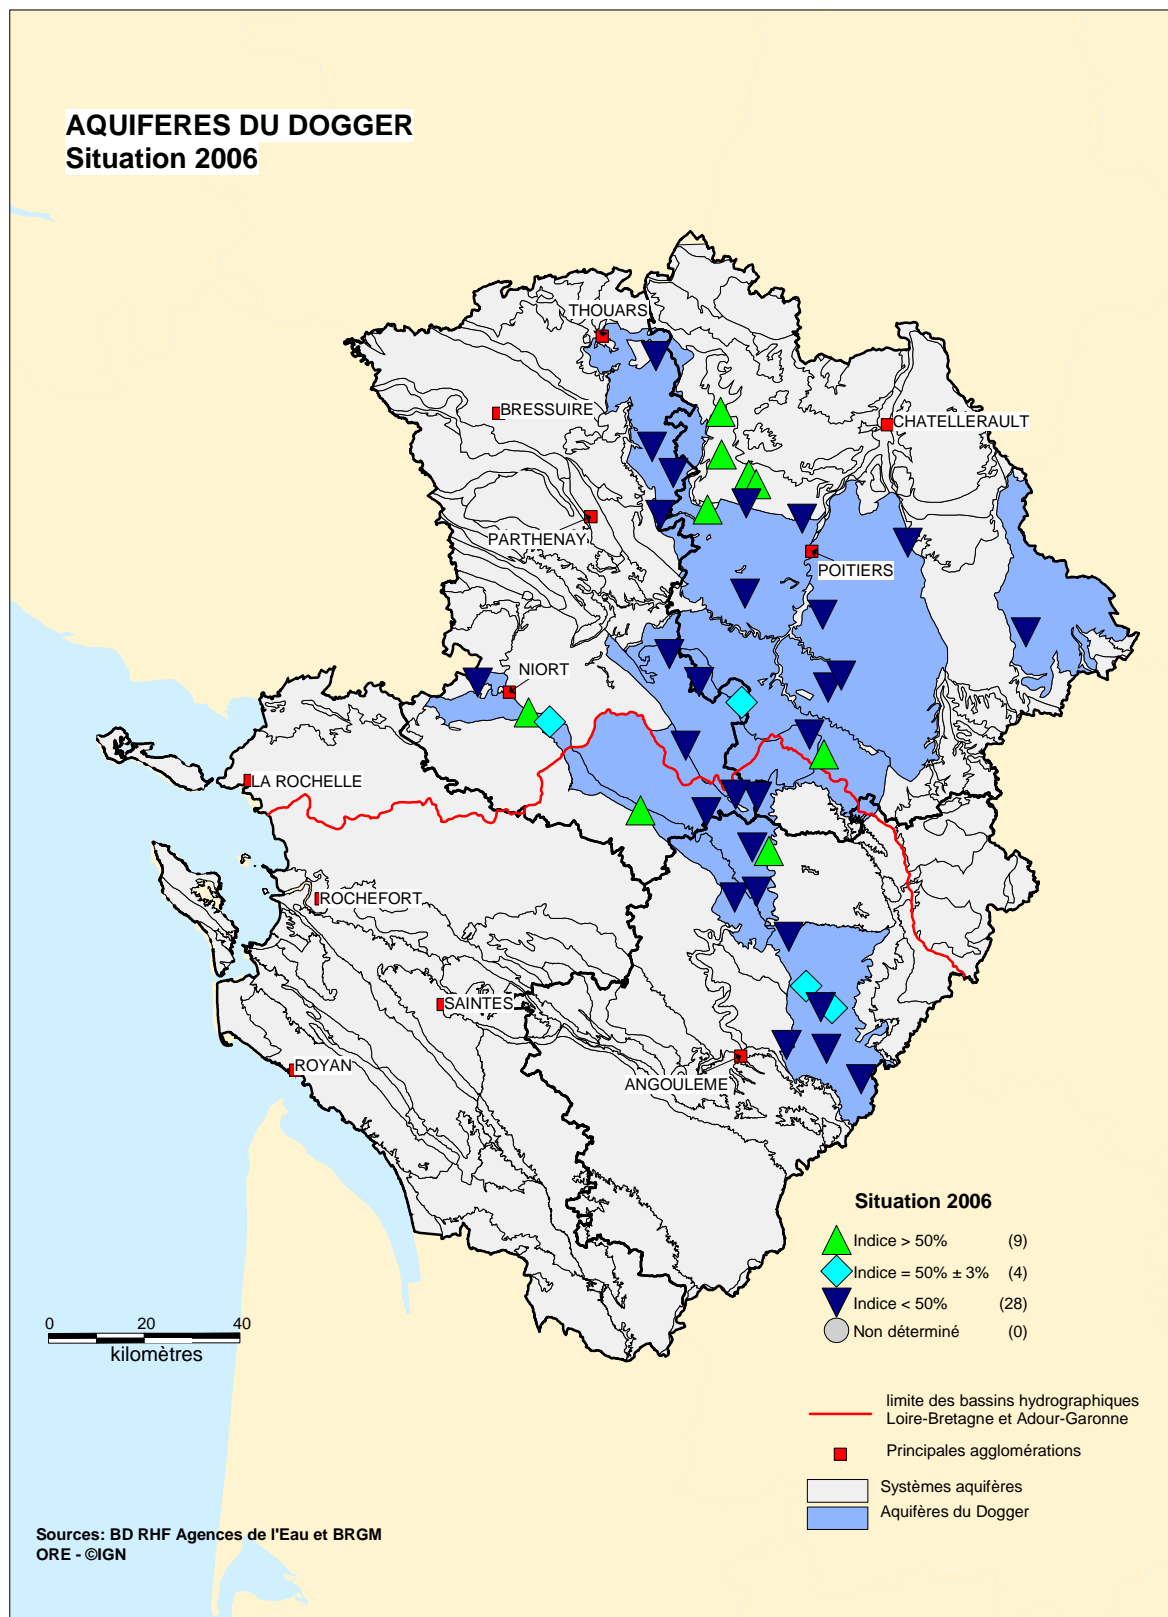 AQUIFERES DU DOGGER
Situation 2006
THOUARS
BRESSUIRE
CHATELLERAULT
PARTHENAY
POITIERS
NIORT
LA ROCHELLE
ROCHEFORT
SAINTES
ROYAN
ANGOULEME
Situation 2006
Indice > 50% (9)
Indice = 50% ± 3% (4)
Indice < 50% (28)
Non déterminé (0)
0 20 40
kilomètres
limite des bassins hydrographiques
Loire-Bretagne et Adour-Garonne
Principales agglomérations
Systèmes aquifères
Aquifères du Dogger
Sources: BD RHF Agences de l'Eau et BRGM
ORE - ©IGN